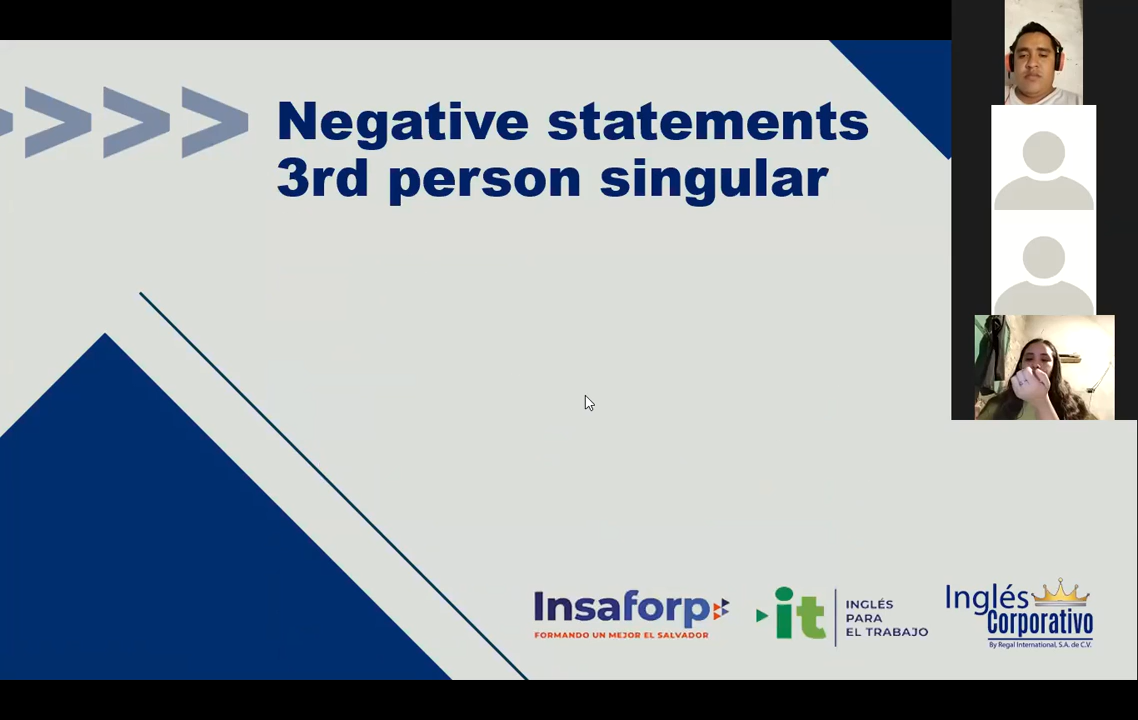 Negative statements
3rd person singular
Insaforp
FORMANDO UN MEJOR EL SALVADOR
it
INGLÉS
PARA
EL TRABAJO
Inglés
Corporativo
By Regal International, S.A. de C.V.